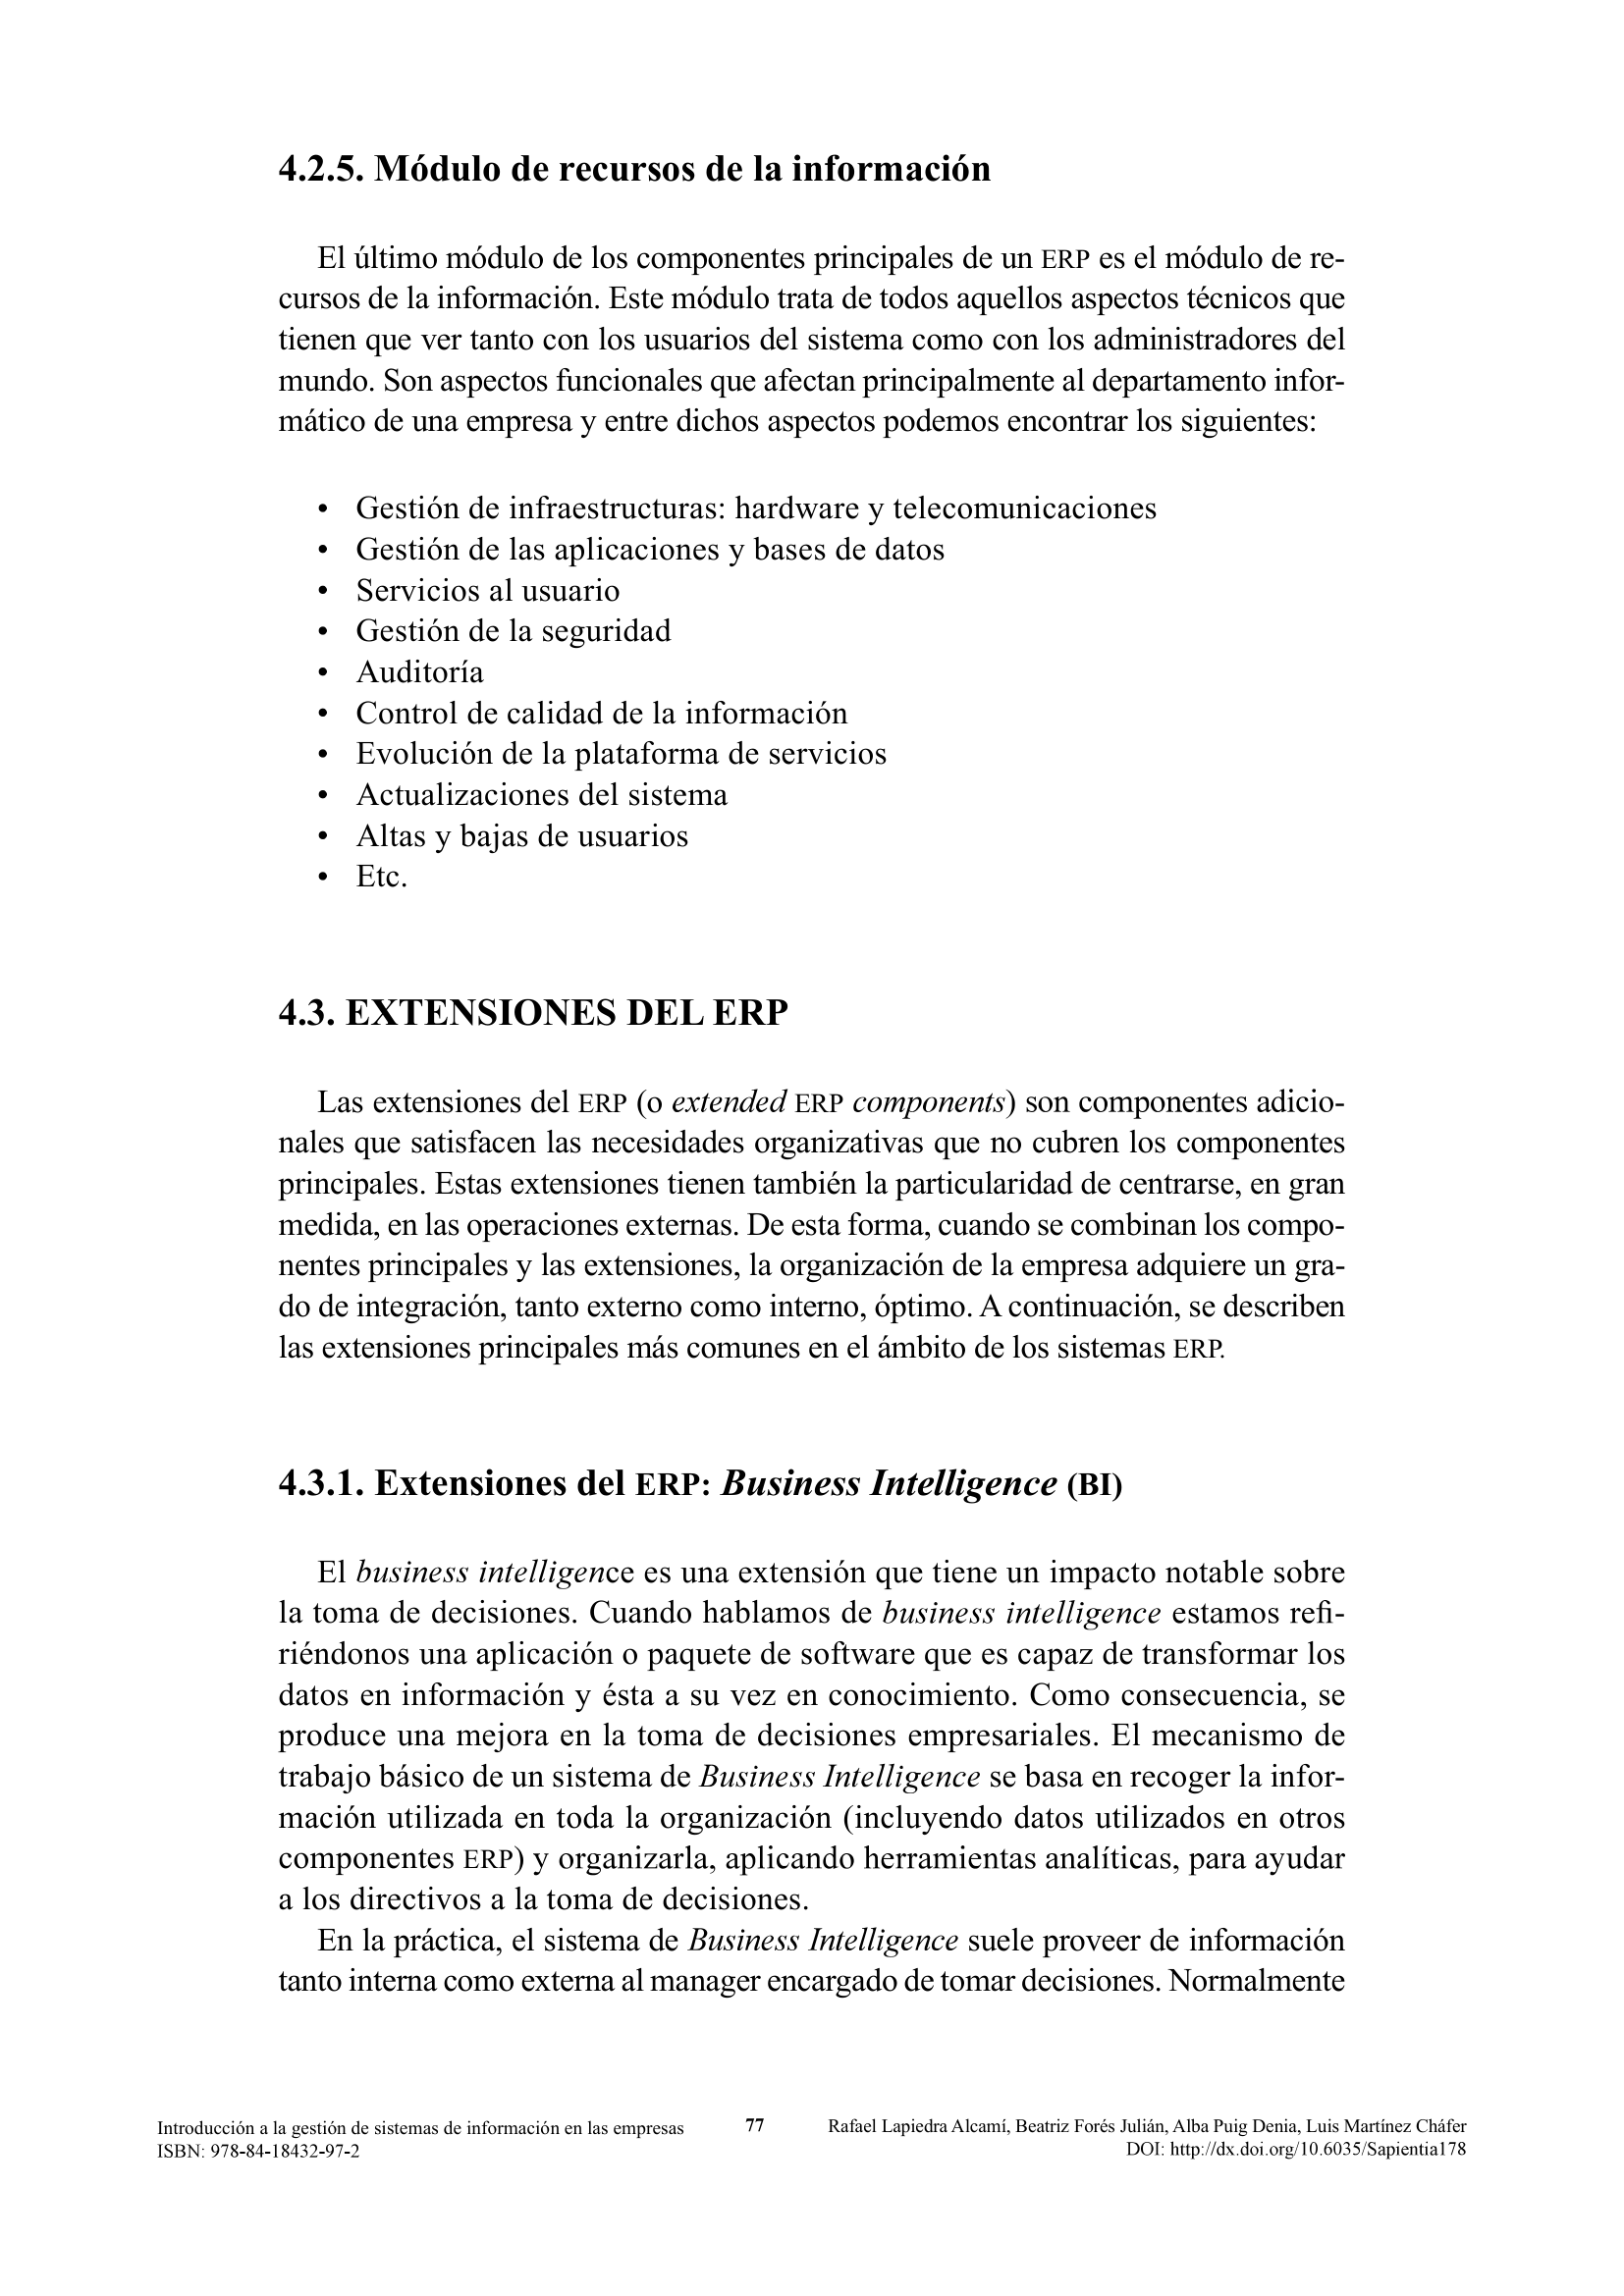 4.2.5. Módulo de recursos de la información
El último módulo de los componentes principales de un ERP es el módulo de re-
cursos de la información. Este módulo trata de todos aquellos aspectos técnicos que
tienen que ver tanto con los usuarios del sistema como con los administradores del
mundo. Son aspectos funcionales que afectan principalmente al departamento infor-
mático de una empresa y entre dichos aspectos podemos encontrar los siguientes:
• Gestión de infraestructuras: hardware y telecomunicaciones
• Gestión de las aplicaciones y bases de datos
• Servicios al usuario
• Gestión de la seguridad
• Auditoría
• Control de calidad de la información
• Evolución de la plataforma de servicios
• Actualizaciones del sistema
• Altas y bajas de usuarios
• Etc.
4.3. EXTENSIONES DEL ERP
Las extensiones del ERP (o extended ERP components) son componentes adicio-
nales que satisfacen las necesidades organizativas que no cubren los componentes
principales. Estas extensiones tienen también la particularidad de centrarse, en gran
medida, en las operaciones externas. De esta forma, cuando se combinan los compo-
nentes principales y las extensiones, la organización de la empresa adquiere un gra-
do de integración, tanto externo como interno, óptimo. A continuación, se describen
las extensiones principales más comunes en el ámbito de los sistemas ERP.
4.3.1. Extensiones del ERP: Business Intelligence (BI)
El business intelligence es una extensión que tiene un impacto notable sobre
la toma de decisiones. Cuando hablamos de business intelligence estamos refi-
riéndonos una aplicación o paquete de software que es capaz de transformar los
datos en información y ésta a su vez en conocimiento. Como consecuencia, se
produce una mejora en la toma de decisiones empresariales. El mecanismo de
trabajo básico de un sistema de Business Intelligence se basa en recoger la infor-
mación utilizada en toda la organización (incluyendo datos utilizados en otros
componentes ERP) y organizarla, aplicando herramientas analíticas, para ayudar
a los directivos a la toma de decisiones.
En la práctica, el sistema de Business Intelligence suele proveer de información
tanto interna como externa al manager encargado de tomar decisiones. Normalmente
Introducción a la gestión de sistemas de información en las empresas
ISBN: 978-84-18432-97-2
77
Rafael Lapiedra Alcamí, Beatriz Forés Julián, Alba Puig Denia, Luis Martínez Cháfer
DOI: http://dx.doi.org/10.6035/Sapientia178